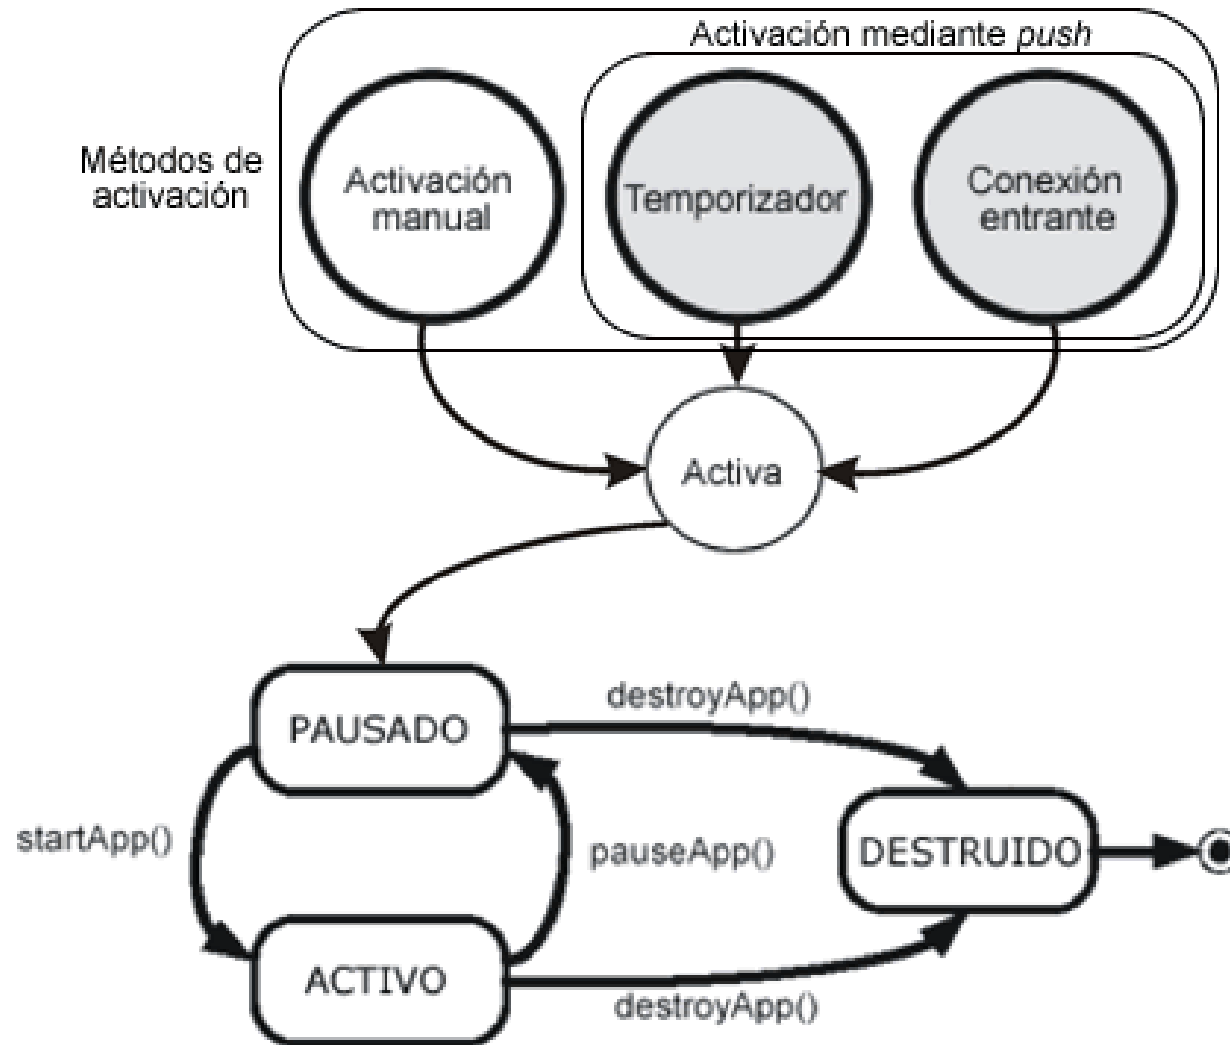 Activación mediante push
Métodos de
activación
Activación
manual
Temporizador
Conexión
entrante
Activa
PAUSADO
destroyApp()
startApp()
pauseApp()
DESTRUIDO
ACTIVO
destroyApp()